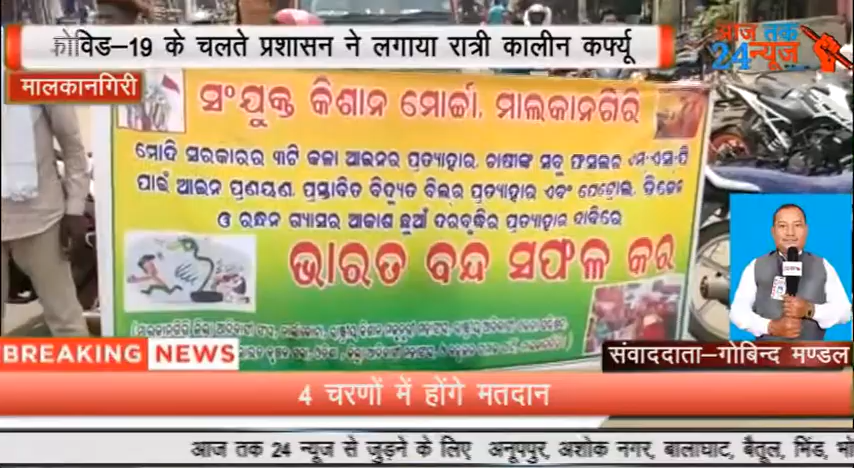 कोविड–19 के चलते प्रशासन ने लगाया रात्री कालीन कर्फ्यू
आज तक
24 न्यूज
मालकानगिरी
ସଂଯୁକ୍ତ କିଶାନ ମୋର୍ଚ୍ଚା, ମାଲକାନଗିରି
ମୋଦି ସରକାରର ୩ଟି କଳା ଆଇନର ପ୍ରତ୍ୟାହାର, ଚାଷୀଙ୍କ ସବୁ ଫସଲର ଏମ.ଏସ.ପି
ପାଇଁ ଆଇନ ପ୍ରଣୟଣ, ପ୍ରସ୍ତାବିତ ବିଦ୍ୟୁତ ବିଲର ପ୍ରତ୍ୟାହାର ଏବଂ ପେଟ୍ରୋଲ, ଡିଜେଲ
ଓ ରନ୍ଧନ ଗ୍ୟାସର ଆକାଶ ଛୁଆଁ ଦରବୃଦ୍ଧିର ପ୍ରତ୍ୟାହାର ଦାବିରେ
ଭାରତ ବନ୍ଦ ସଫଳ କର
BREAKING NEWS
संवाददाता–गोबिन्द मण्डल
4 चरणों में होंगे मतदान
आज तक 24 न्यूज से जुड़ने के लिए अनूपपुर, अशोक नगर, बालाघाट, बैतूल, भिंड, भो